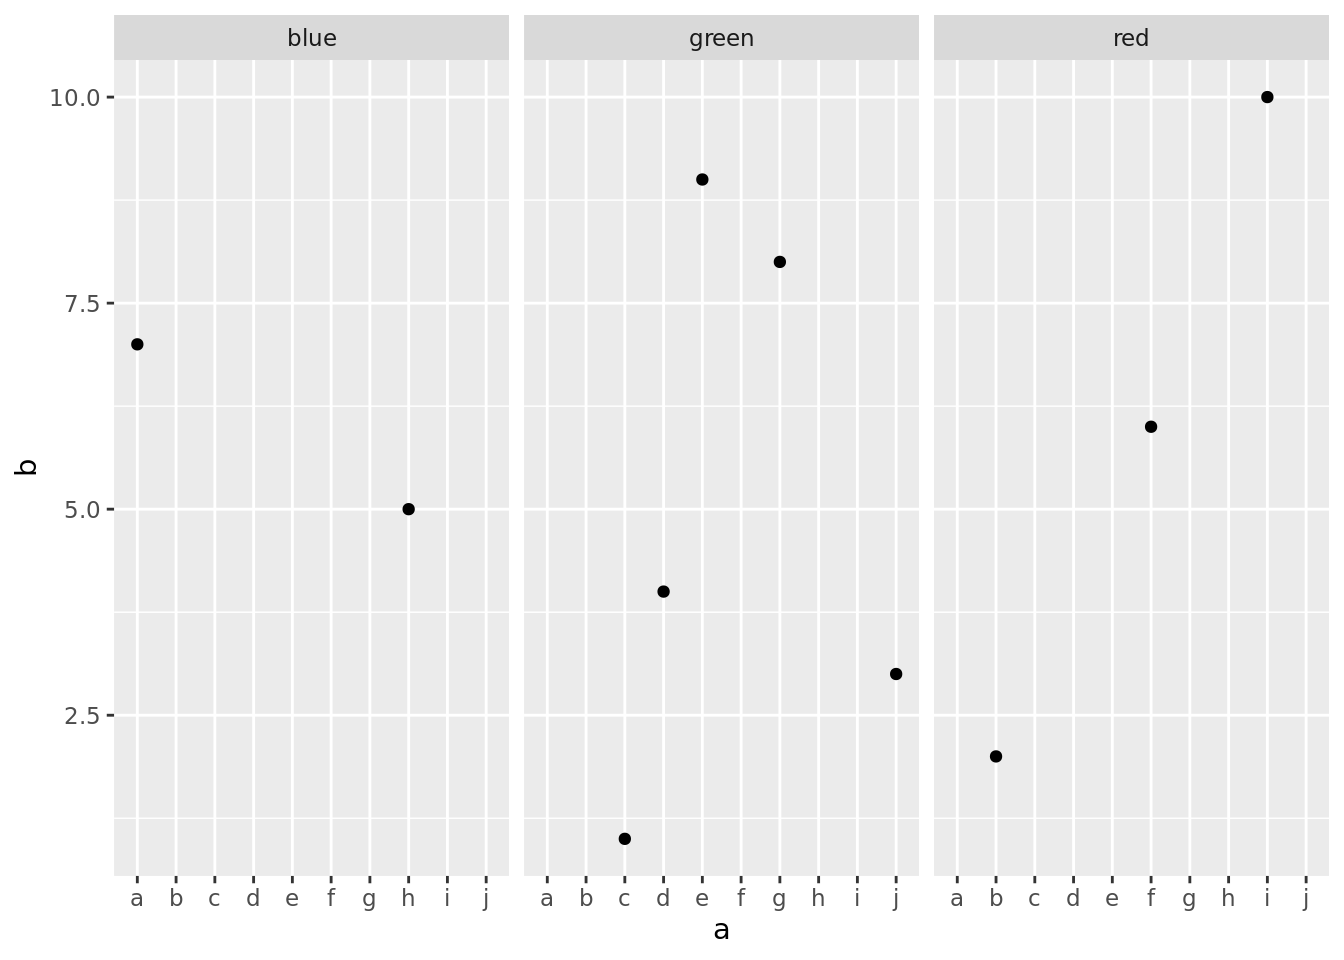 blue green red
10.0
7.5
5.0
2.5
b
a b c d e f g h i j a b c d e f g h i j a b c d e f g h i j
a